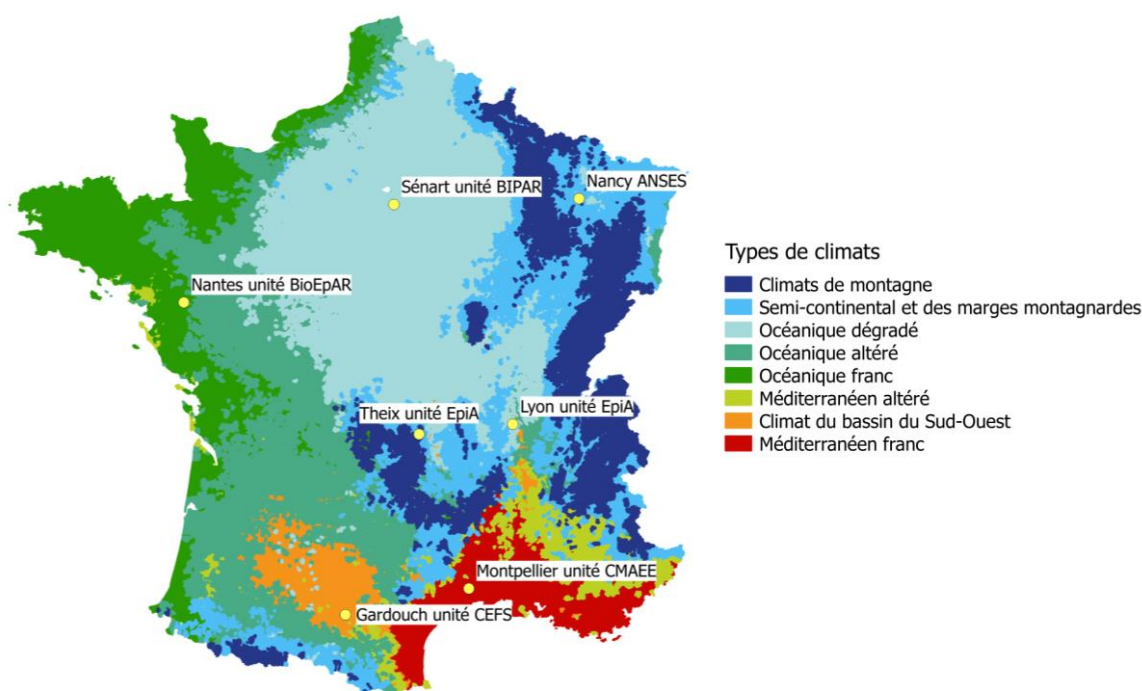 Sénart unité BIPAR
Nancy ANSES
Nantes unité BioEpAR
Theix unité EpiA
Lyon unité EpiA
Montpellier unité CMAEE
Gardouch unité CEFS
Types de climats
Climats de montagne
Semi-continental et des marges montagnardes
Océanique dégradé
Océanique altéré
Océanique franc
Méditerranéen altéré
Climat du bassin du Sud-Ouest
Méditerranéen franc